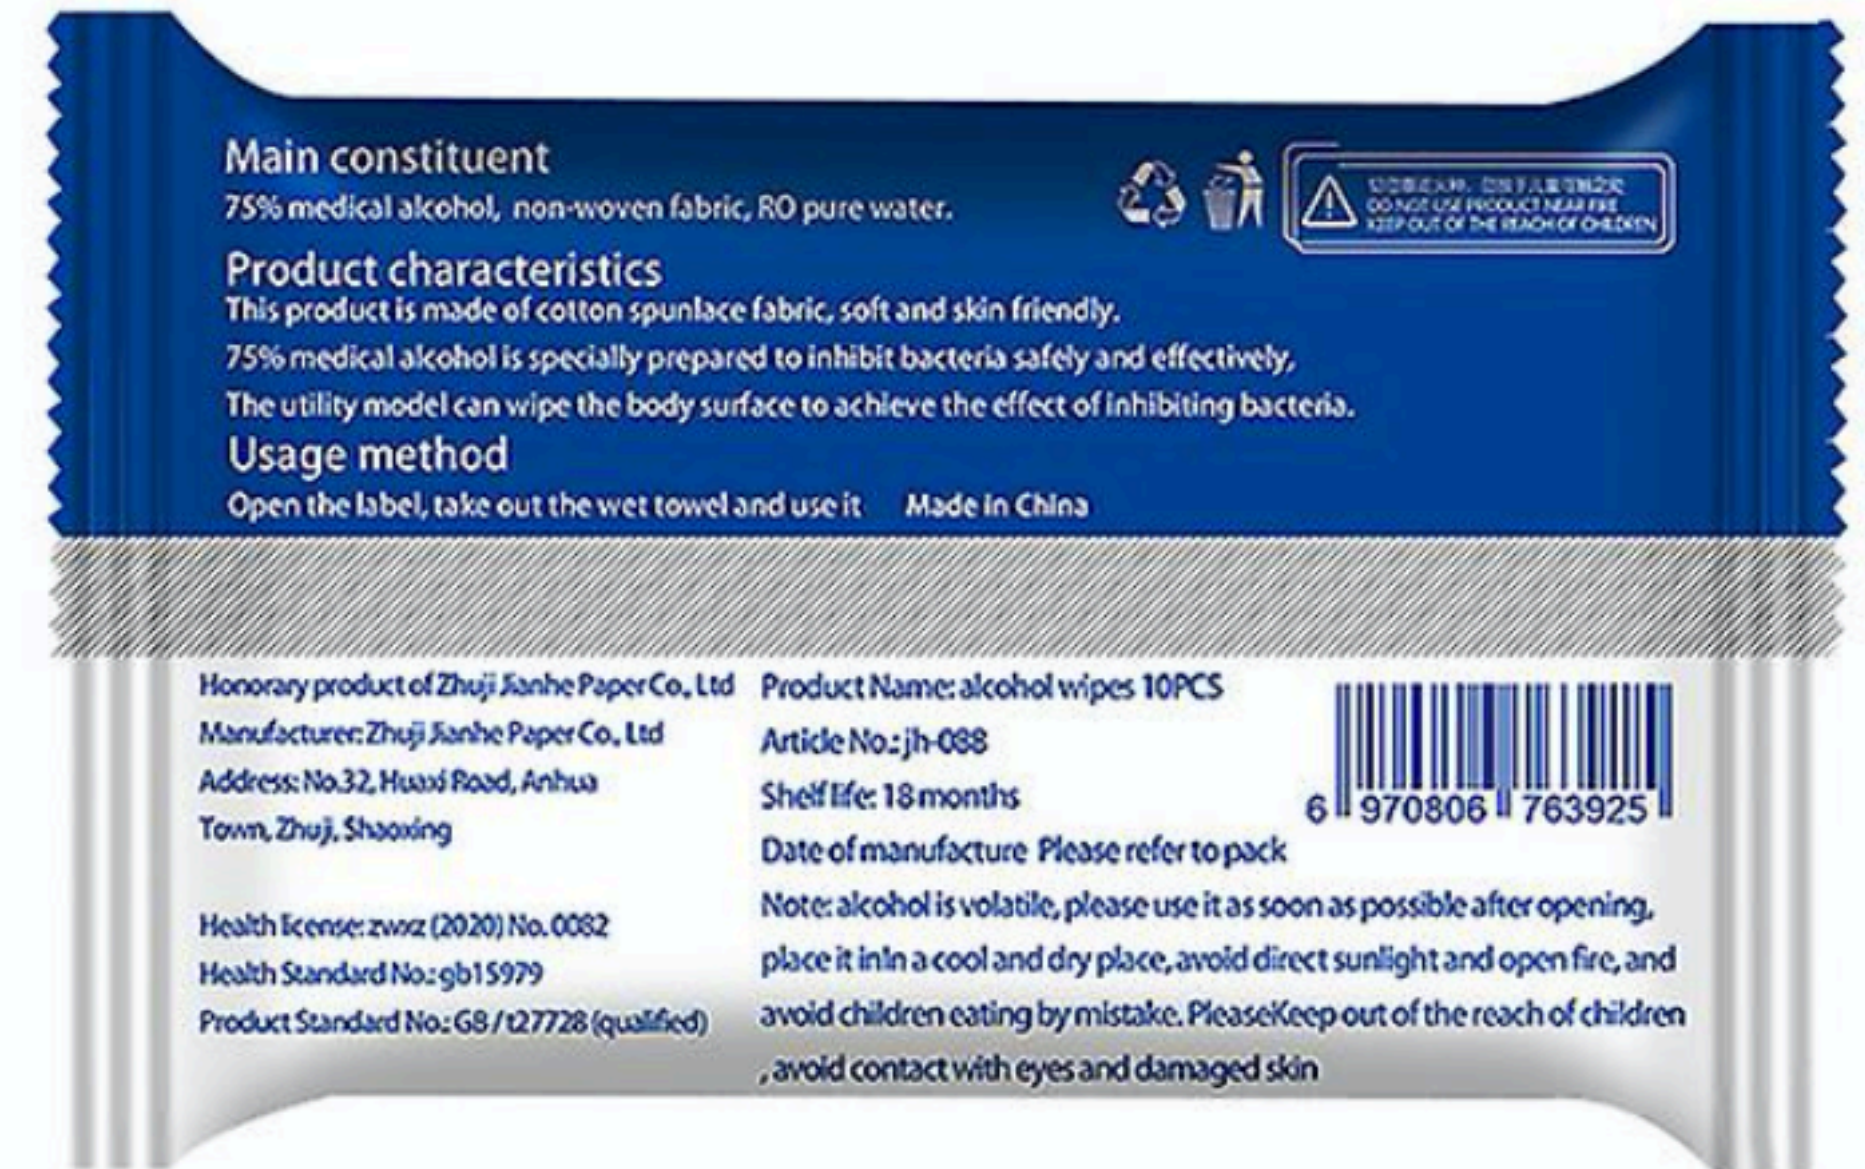 Main constituent
75% medical alcohol, non-woven fabric, RO pure water.
DO NOT USE PRODUCT NEAR FIRE
KEEP OUT OF THE REACH OF CHILDREN
Product characteristics
This product is made of cotton spunlace fabric, soft and skin friendly.
75% medical alcohol is specially prepared to inhibit bacteria safely and effectively,
The utility model can wipe the body surface to achieve the effect of inhibiting bacteria.
Usage method
Open the label, take out the wet towel and use it Made in China
Honorary product of Zhuji Jianhe Paper Co., Ltd
Manufacturer: Zhuji Jianhe Paper Co., Ltd
Address: No.32, Huaxi Road, Anhua
Town, Zhuji, Shaoxing
Health license: zwxz (2020) No. 0082
Health Standard No.: gb15979
Product Standard No.: GB / t27728 (qualified)
Product Name: alcohol wipes 10PCS
Article No.: jh-088
Shelf life: 18 months
Date of manufacture Please refer to pack
Note: alcohol is volatile, please use it as soon as possible after opening,
place it inIn a cool and dry place, avoid direct sunlight and open fire, and
avoid children eating by mistake. PleaseKeep out of the reach of children
, avoid contact with eyes and damaged skin
6 970806 763925